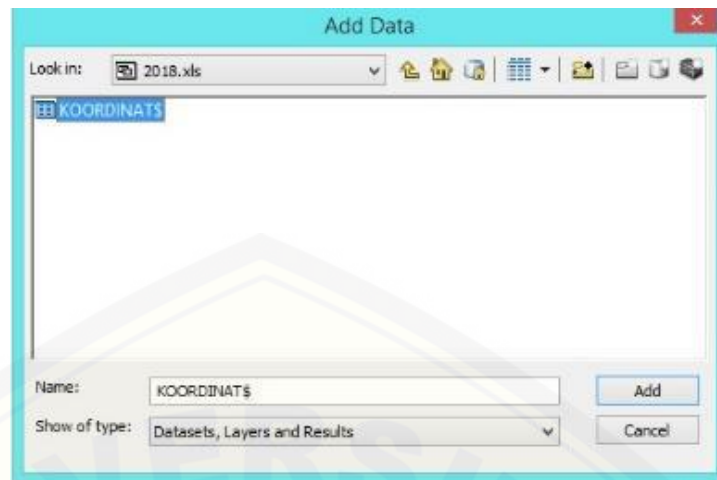 Add Data
Look in: 2018.xls
KOORDINAT$
Name: KOORDINAT$ Add
Show of type: Datasets, Layers and Results Cancel